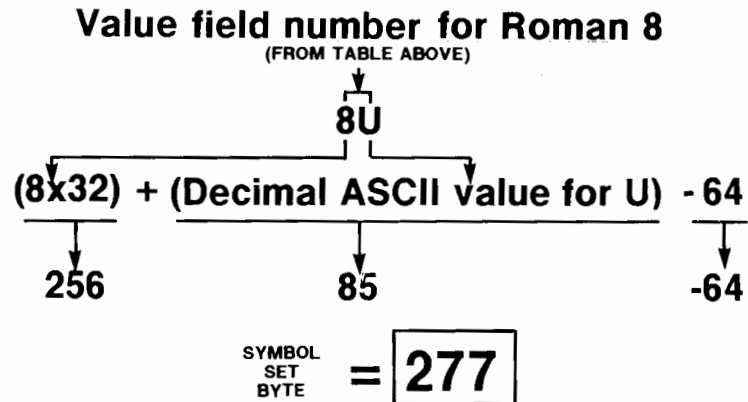 Value field number for Roman 8
(FROM TABLE ABOVE)
8U
(8x32) + (Decimal ASCII value for U) - 64
256 85 -64
SYMBOL
SET
BYTE
= 277